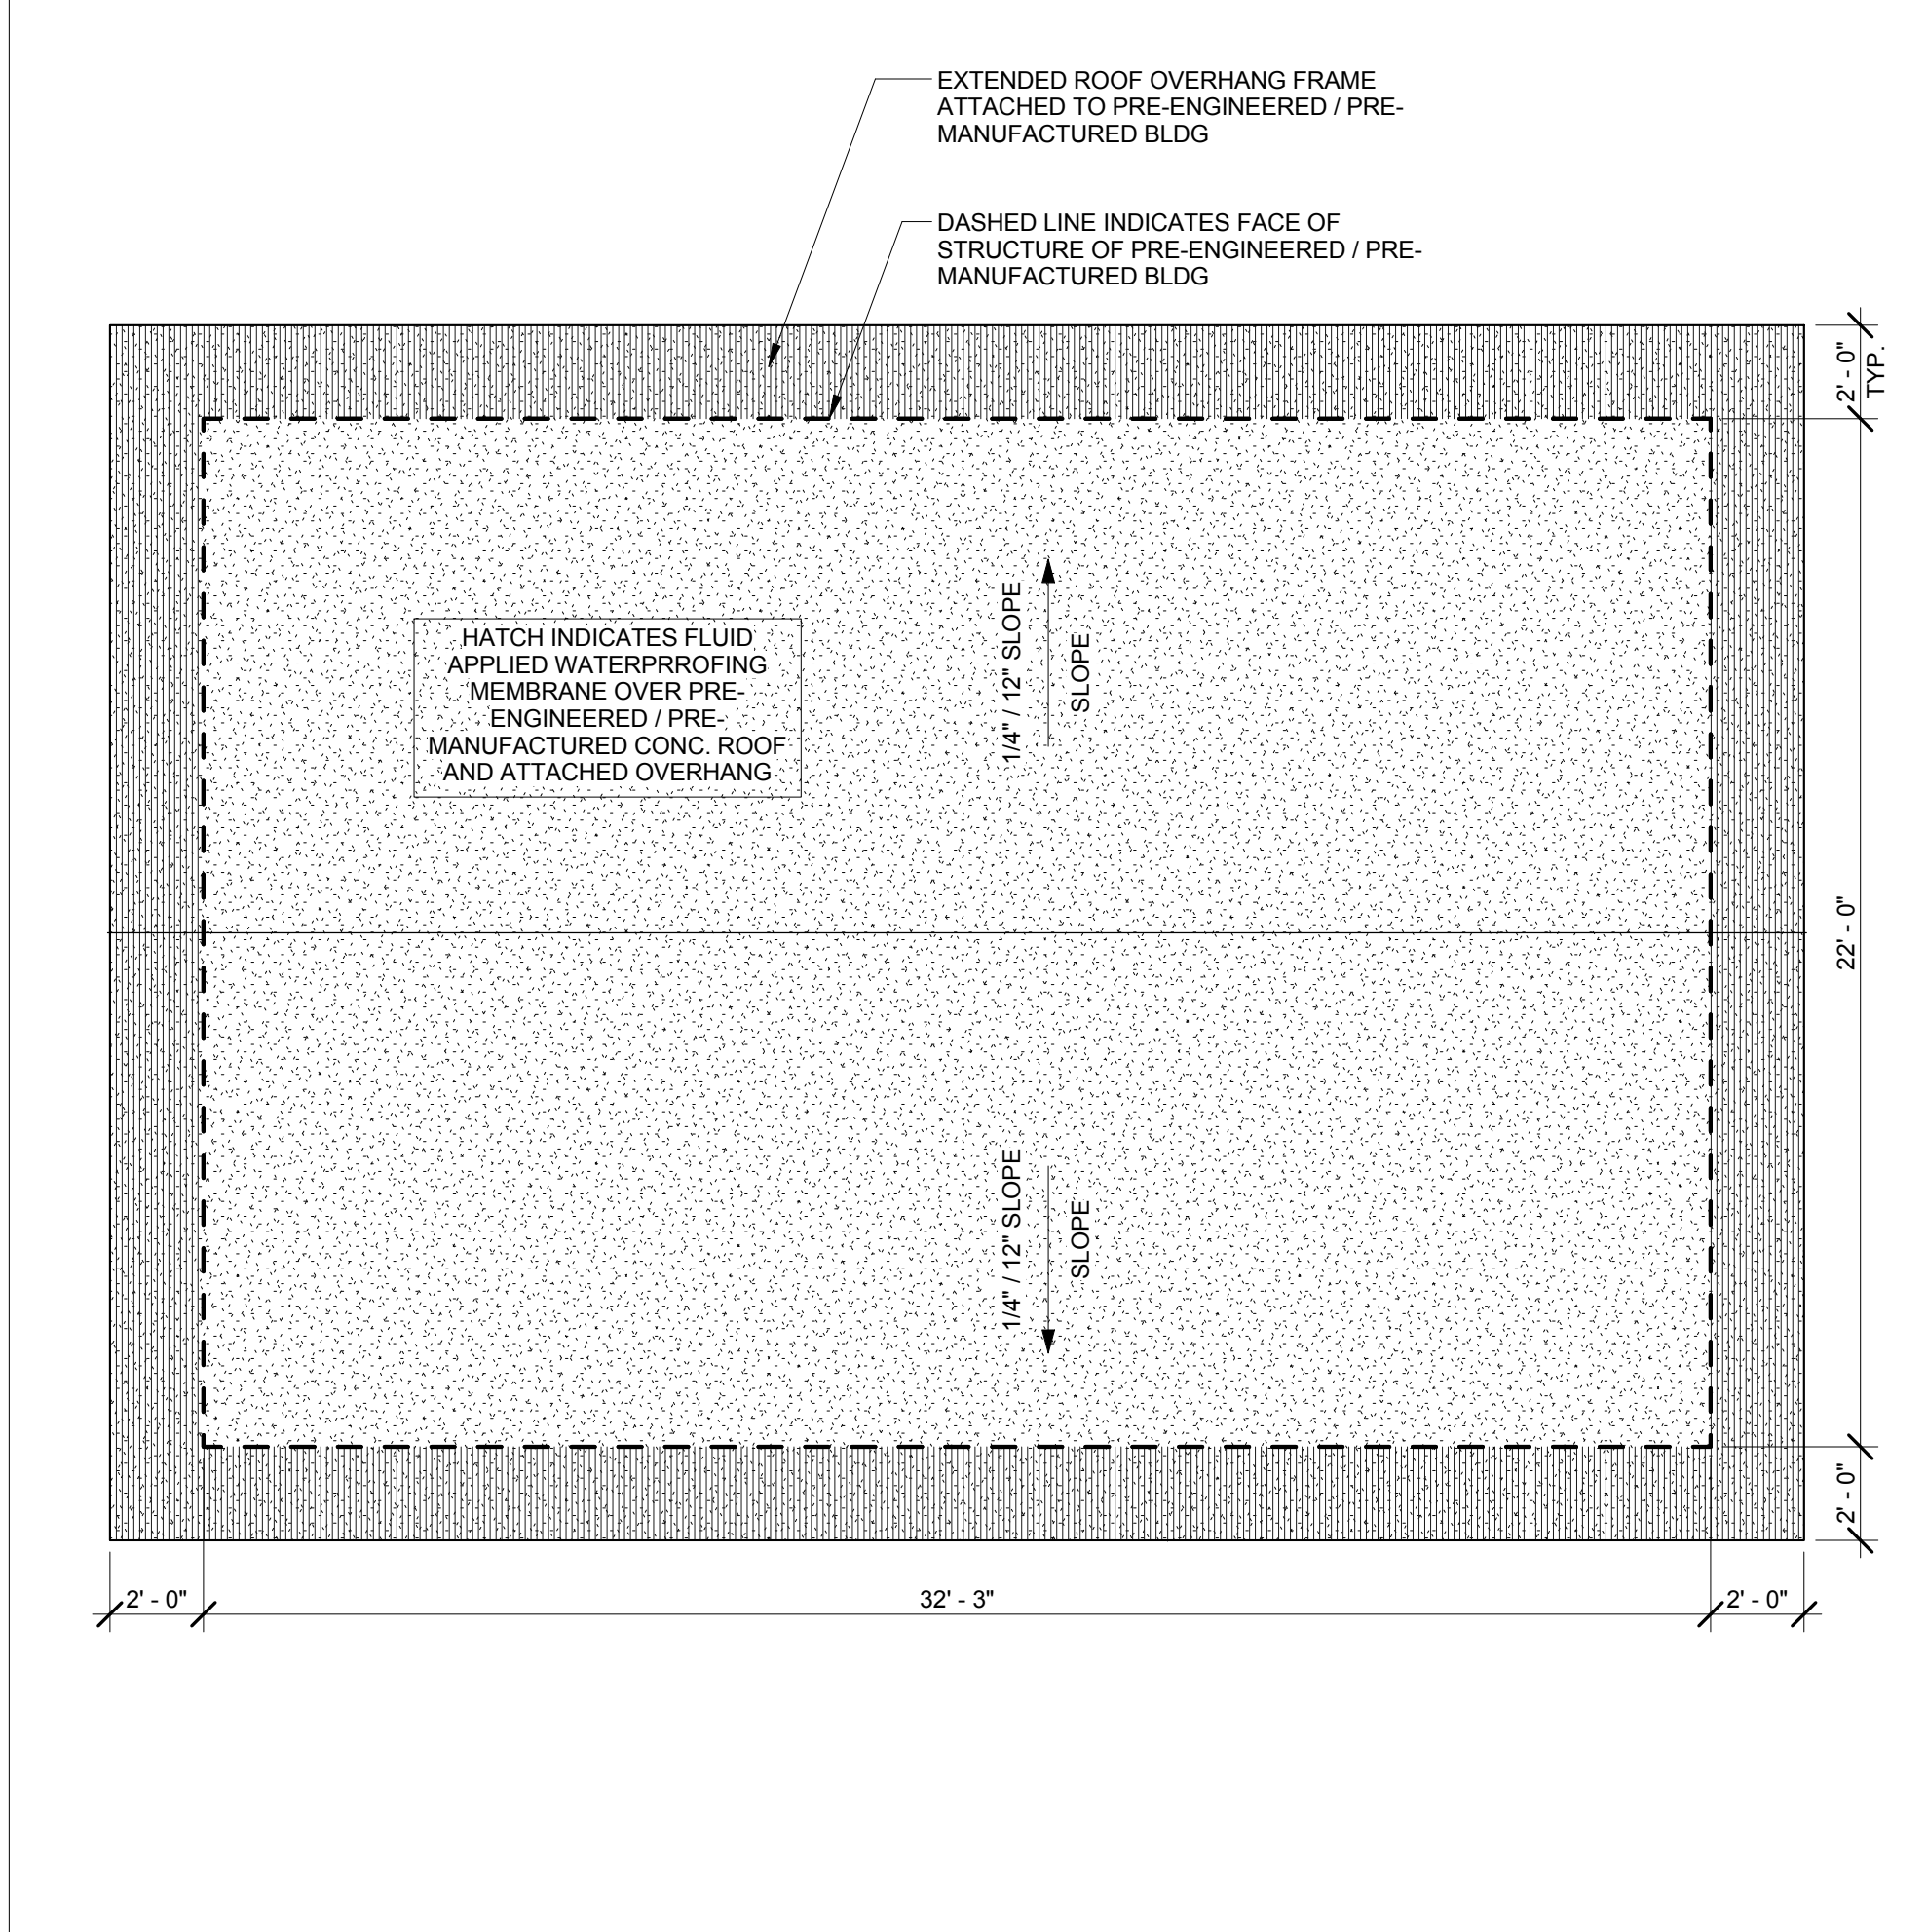 EXTENDED ROOF OVERHANG FRAME
ATTACHED TO PRE-ENGINEERED / PRE-
MANUFACTURED BLDG
DASHED LINE INDICATES FACE OF
STRUCTURE OF PRE-ENGINEERED / PRE-
MANUFACTURED BLDG
2' - 0"
TYP.
HATCH INDICATES FLUID
APPLIED WATERPRROFING
MEMBRANE OVER PRE-
ENGINEERED / PRE-
MANUFACTURED CONC. ROOF
AND ATTACHED OVERHANG
1/4" / 12" SLOPE
SLOPE
22' - 0"
1/4" / 12" SLOPE
SLOPE
2' - 0"
2' - 0"
32' - 3"
2' - 0"